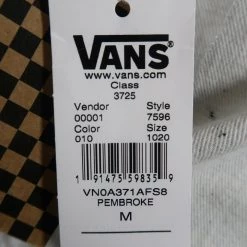 VANS
www.vans.com
Class
3725
Vendor Style
00001 7596
Color Size
010 1020
1 91475 59835 9
VN0A371AFS8
PEMBROKE
M